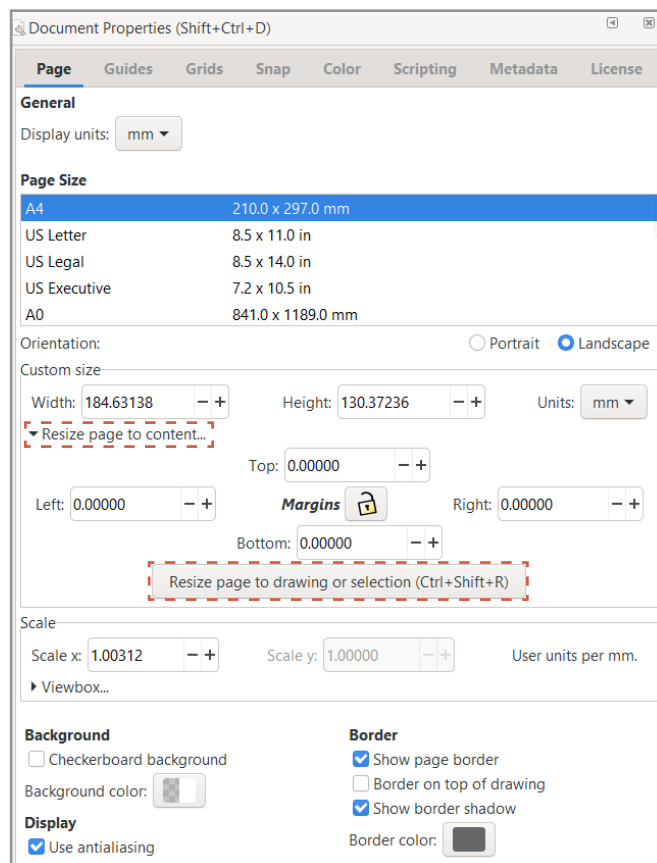 Document Properties (Shift+Ctrl+D)
Page Guides Grids Snap Color Scripting Metadata License
General
Display units: mm
Page Size
A4 210.0 x 297.0 mm
US Letter 8.5 x 11.0 in
US Legal 8.5 x 14.0 in
US Executive 7.2 x 10.5 in
A0 841.0 x 1189.0 mm
Orientation: Portrait Landscape
Custom size
Width: 184.63138 Height: 130.37236 Units: mm
Resize page to content...
Top: 0.00000
Left: 0.00000 Margins Right: 0.00000
Bottom: 0.00000
Resize page to drawing or selection (Ctrl+Shift+R)
Scale
Scale x: 1.00312 Scale y: 1.00000 User units per mm.
Viewbox...
Background
Checkerboard background
Background color:
Display
Use antialiasing
Border
Show page border
Border on top of drawing
Show border shadow
Border color: